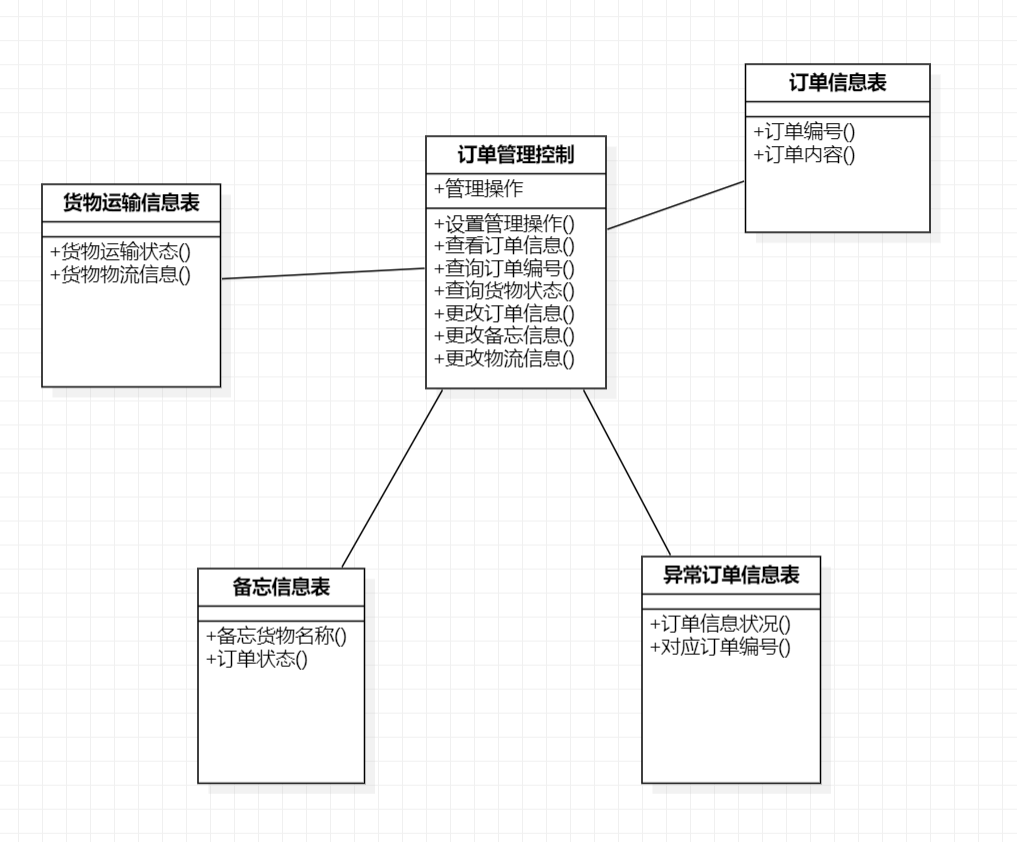 订单信息表
+订单编号()
+订单内容()
订单管理控制
+管理操作
+设置管理操作()
+查看订单信息()
+查询订单编号()
+查询货物状态()
+更改订单信息()
+更改备忘信息()
+更改物流信息()
货物运输信息表
+货物运输状态()
+货物物流信息()
备忘信息表
+备忘货物名称()
+订单状态()
异常订单信息表
+订单信息状况()
+对应订单编号()